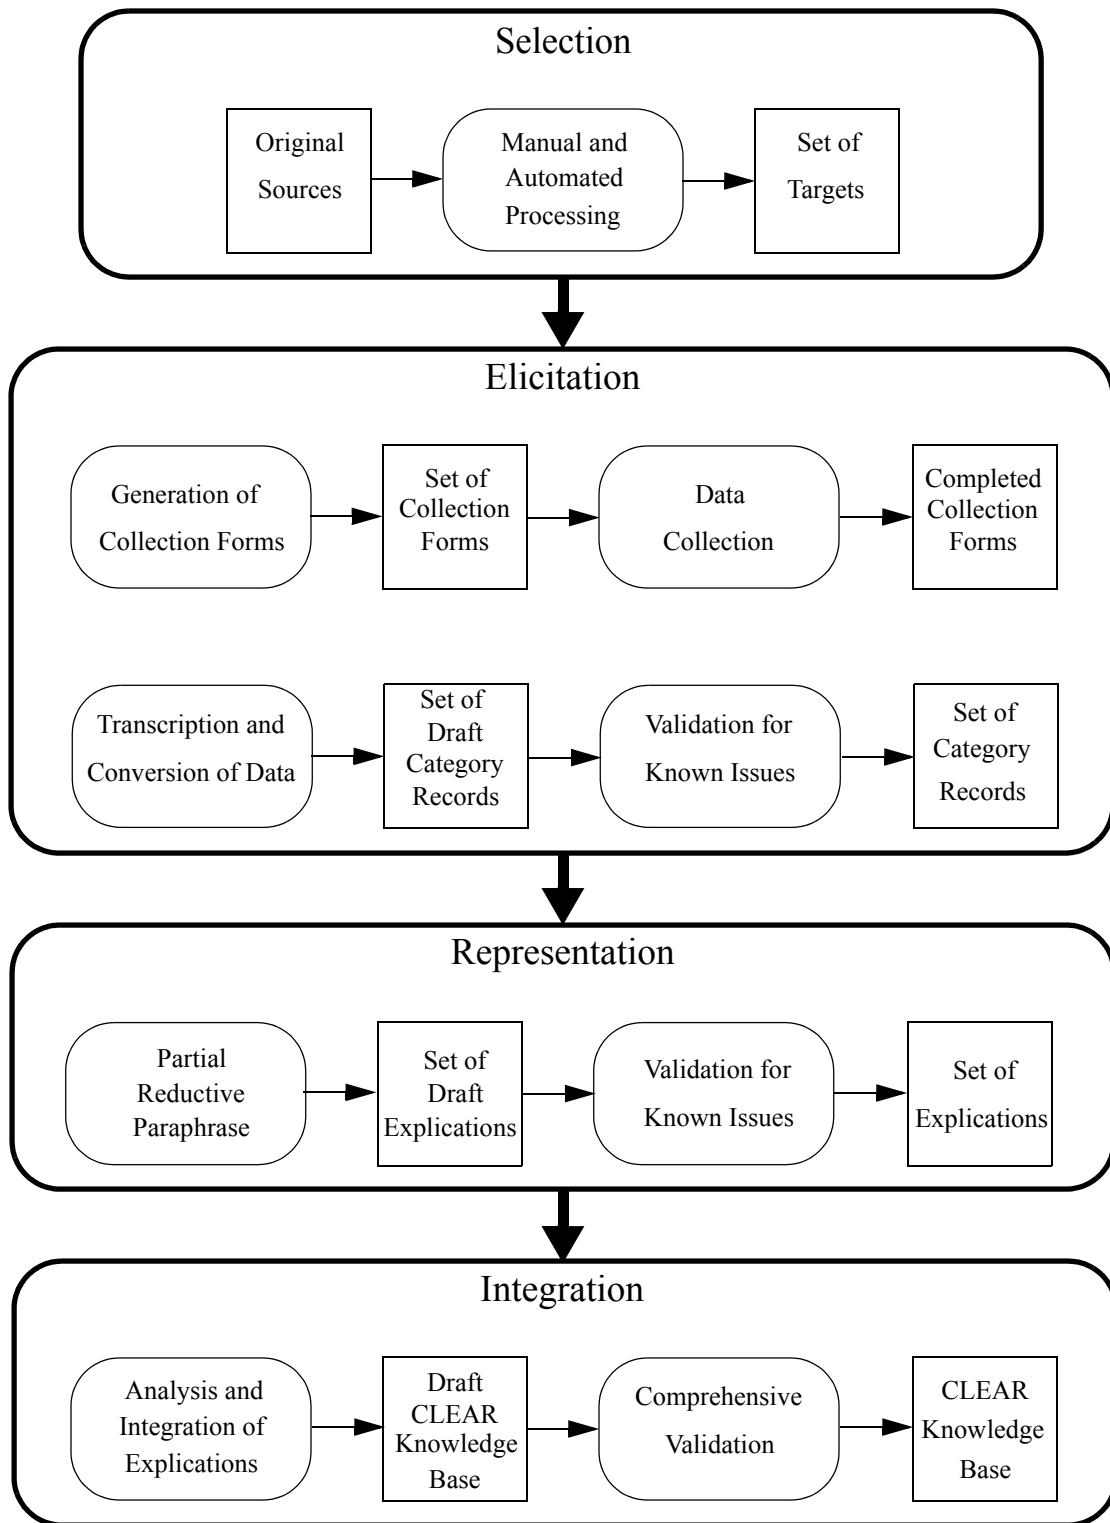 Selection
Original
Sources
Manual and
Automated
Processing
Set of
Targets
Elicitation
Generation of
Collection Forms
Set of
Collection
Forms
Data
Collection
Completed
Collection
Forms
Transcription and
Conversion of Data
Set of
Draft
Category
Records
Validation for
Known Issues
Set of
Category
Records
Representation
Partial
Reductive
Paraphrase
Set of
Draft
Explications
Validation for
Known Issues
Set of
Explications
Integration
Analysis and
Integration of
Explications
Draft
CLEAR
Knowledge
Base
Comprehensive
Validation
CLEAR
Knowledge
Base